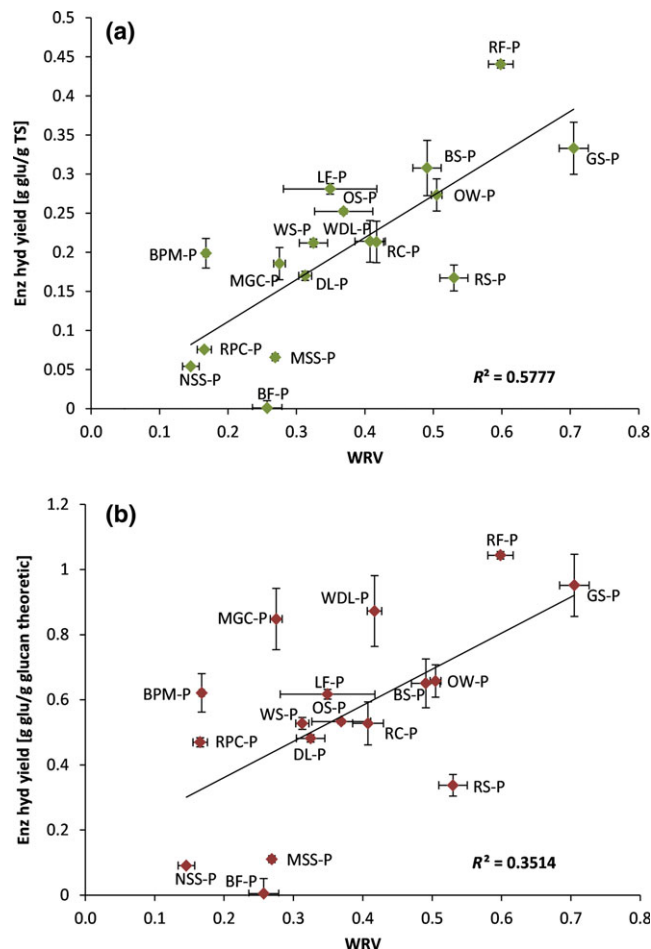 (a)
Enz hyd yield [g glu/g TS]
0.5
0.45
0.4
0.35
0.3
0.25
0.2
0.15
0.1
0.05
0
RF-P
BS-P
GS-P
LF-P
OS-P
OW-P
WS-P WDL-P
BPM-P
RC-P
MGC-P
DL-P
RS-P
RPC-P
MSS-P
NSS-P
BF-P
R² = 0.5777
0.0 0.1 0.2 0.3 0.4 0.5 0.6 0.7 0.8
WRV
(b)
Enz hyd yield [g glu/g glucan theoretic]
1.2
1
0.8
0.6
0.4
0.2
0
RF-P
WDL-P
GS-P
MGC-P
LF-P
BPM-P
BS-P
OW-P
OS-P
WS-P
RPC-P
RC-P
DL-P
RS-P
MSS-P
NSS-P
BF-P
R² = 0.3514
0.0 0.1 0.2 0.3 0.4 0.5 0.6 0.7 0.8
WRV